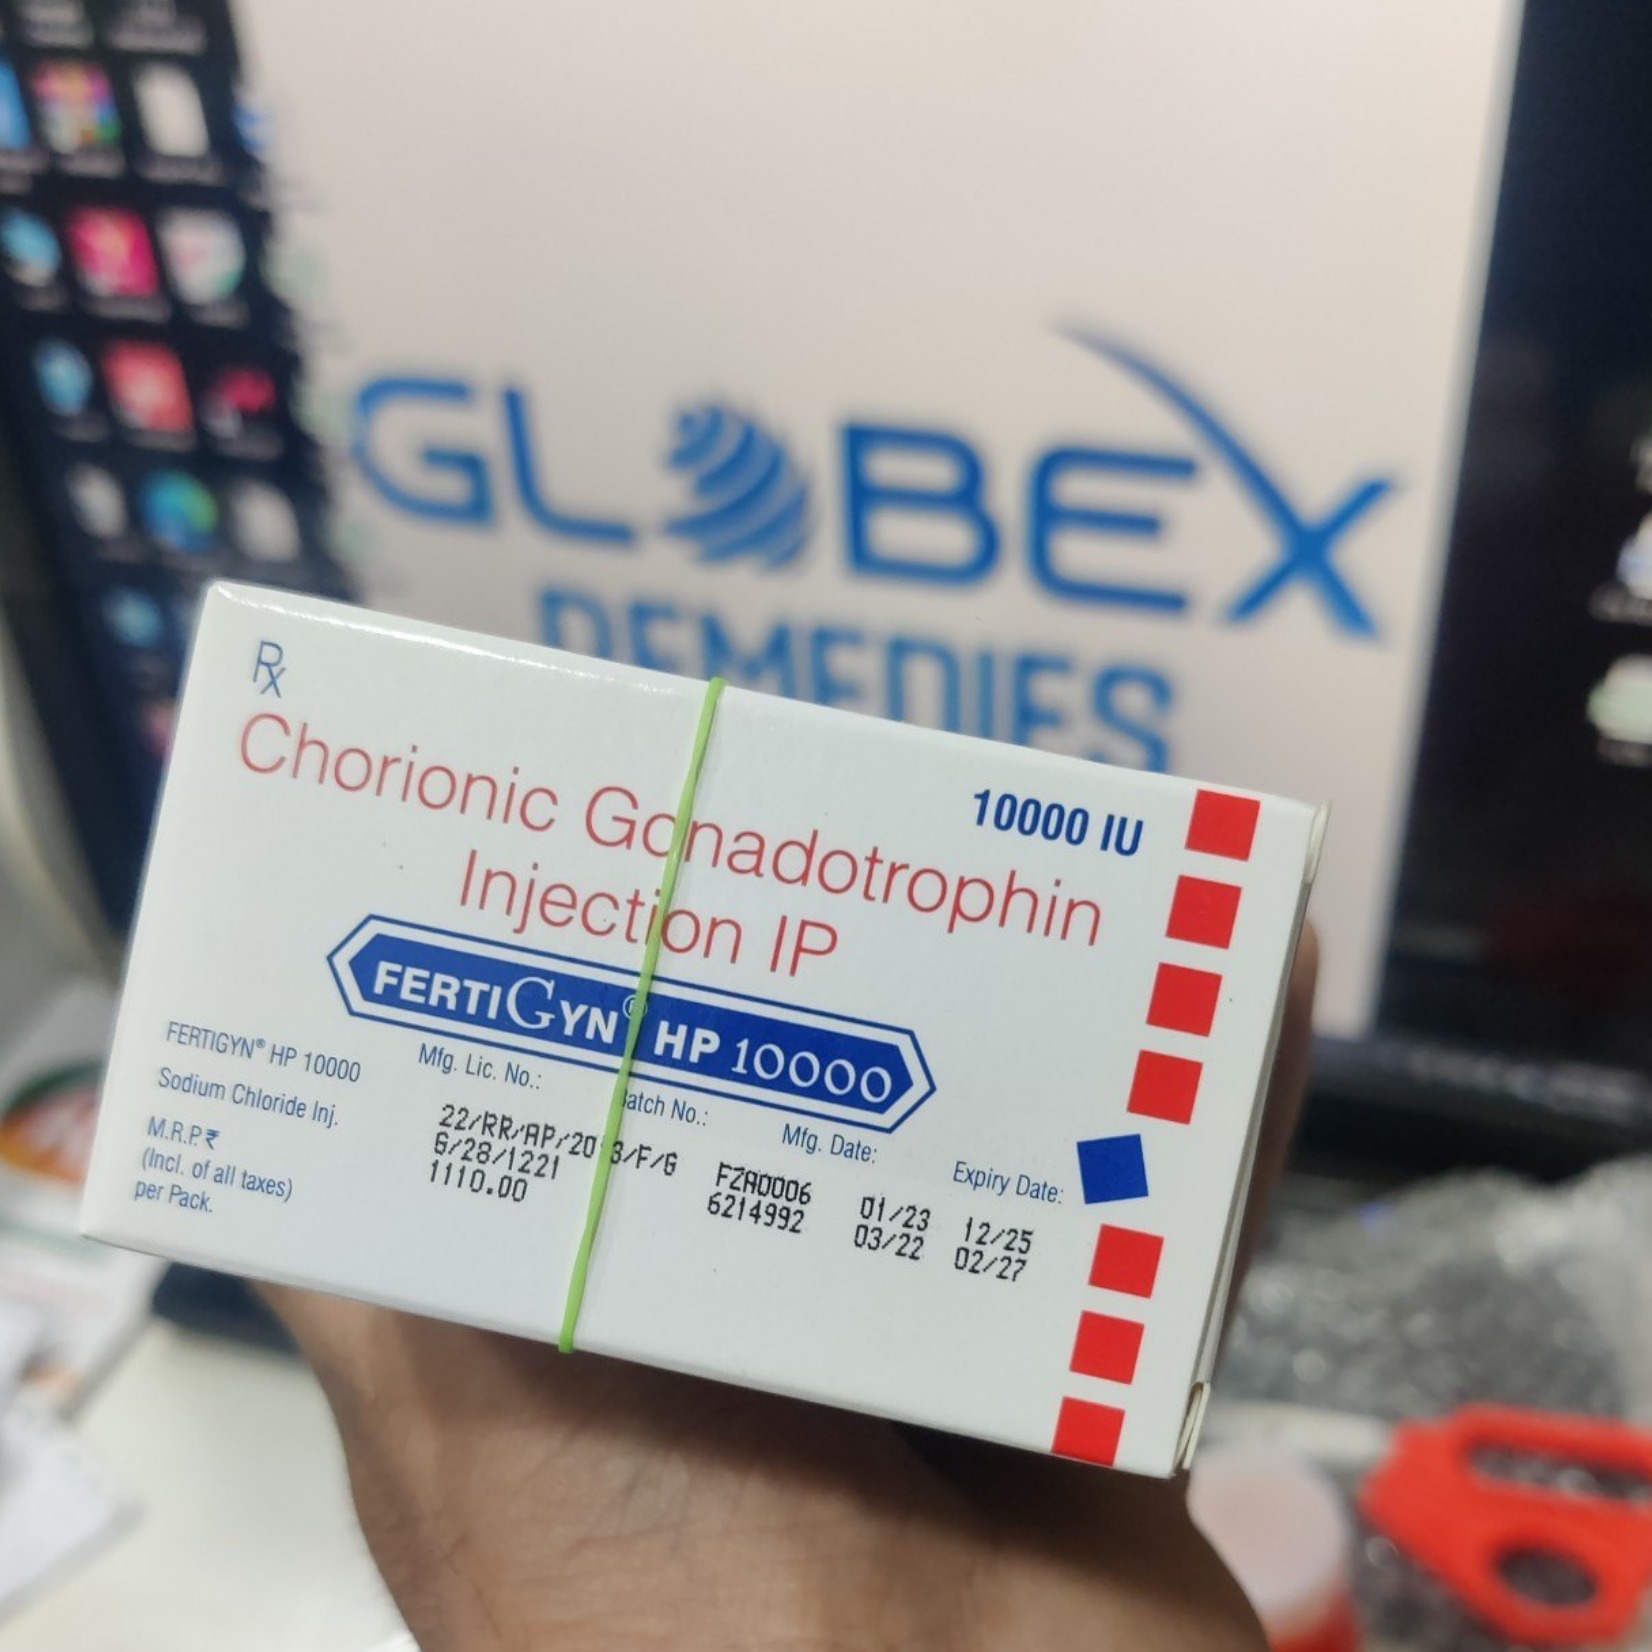 GLOBEX
REMEDIES
Rx
Chorionic Gonadotrophin
Injection IP
10000 IU
FERTIGYN® HP 10000
FERTIGYN® HP 10000
Sodium Chloride Inj.
M.R.P.₹
(Incl. of all taxes)
per Pack.
Mfg. Lic. No.:
22/RR/AP/20 3/F/G
6/28/1221
1110.00
atch No.:
FZA0006
6214992
Mfg. Date:
01/23
03/22
Expiry Date:
12/25
02/27